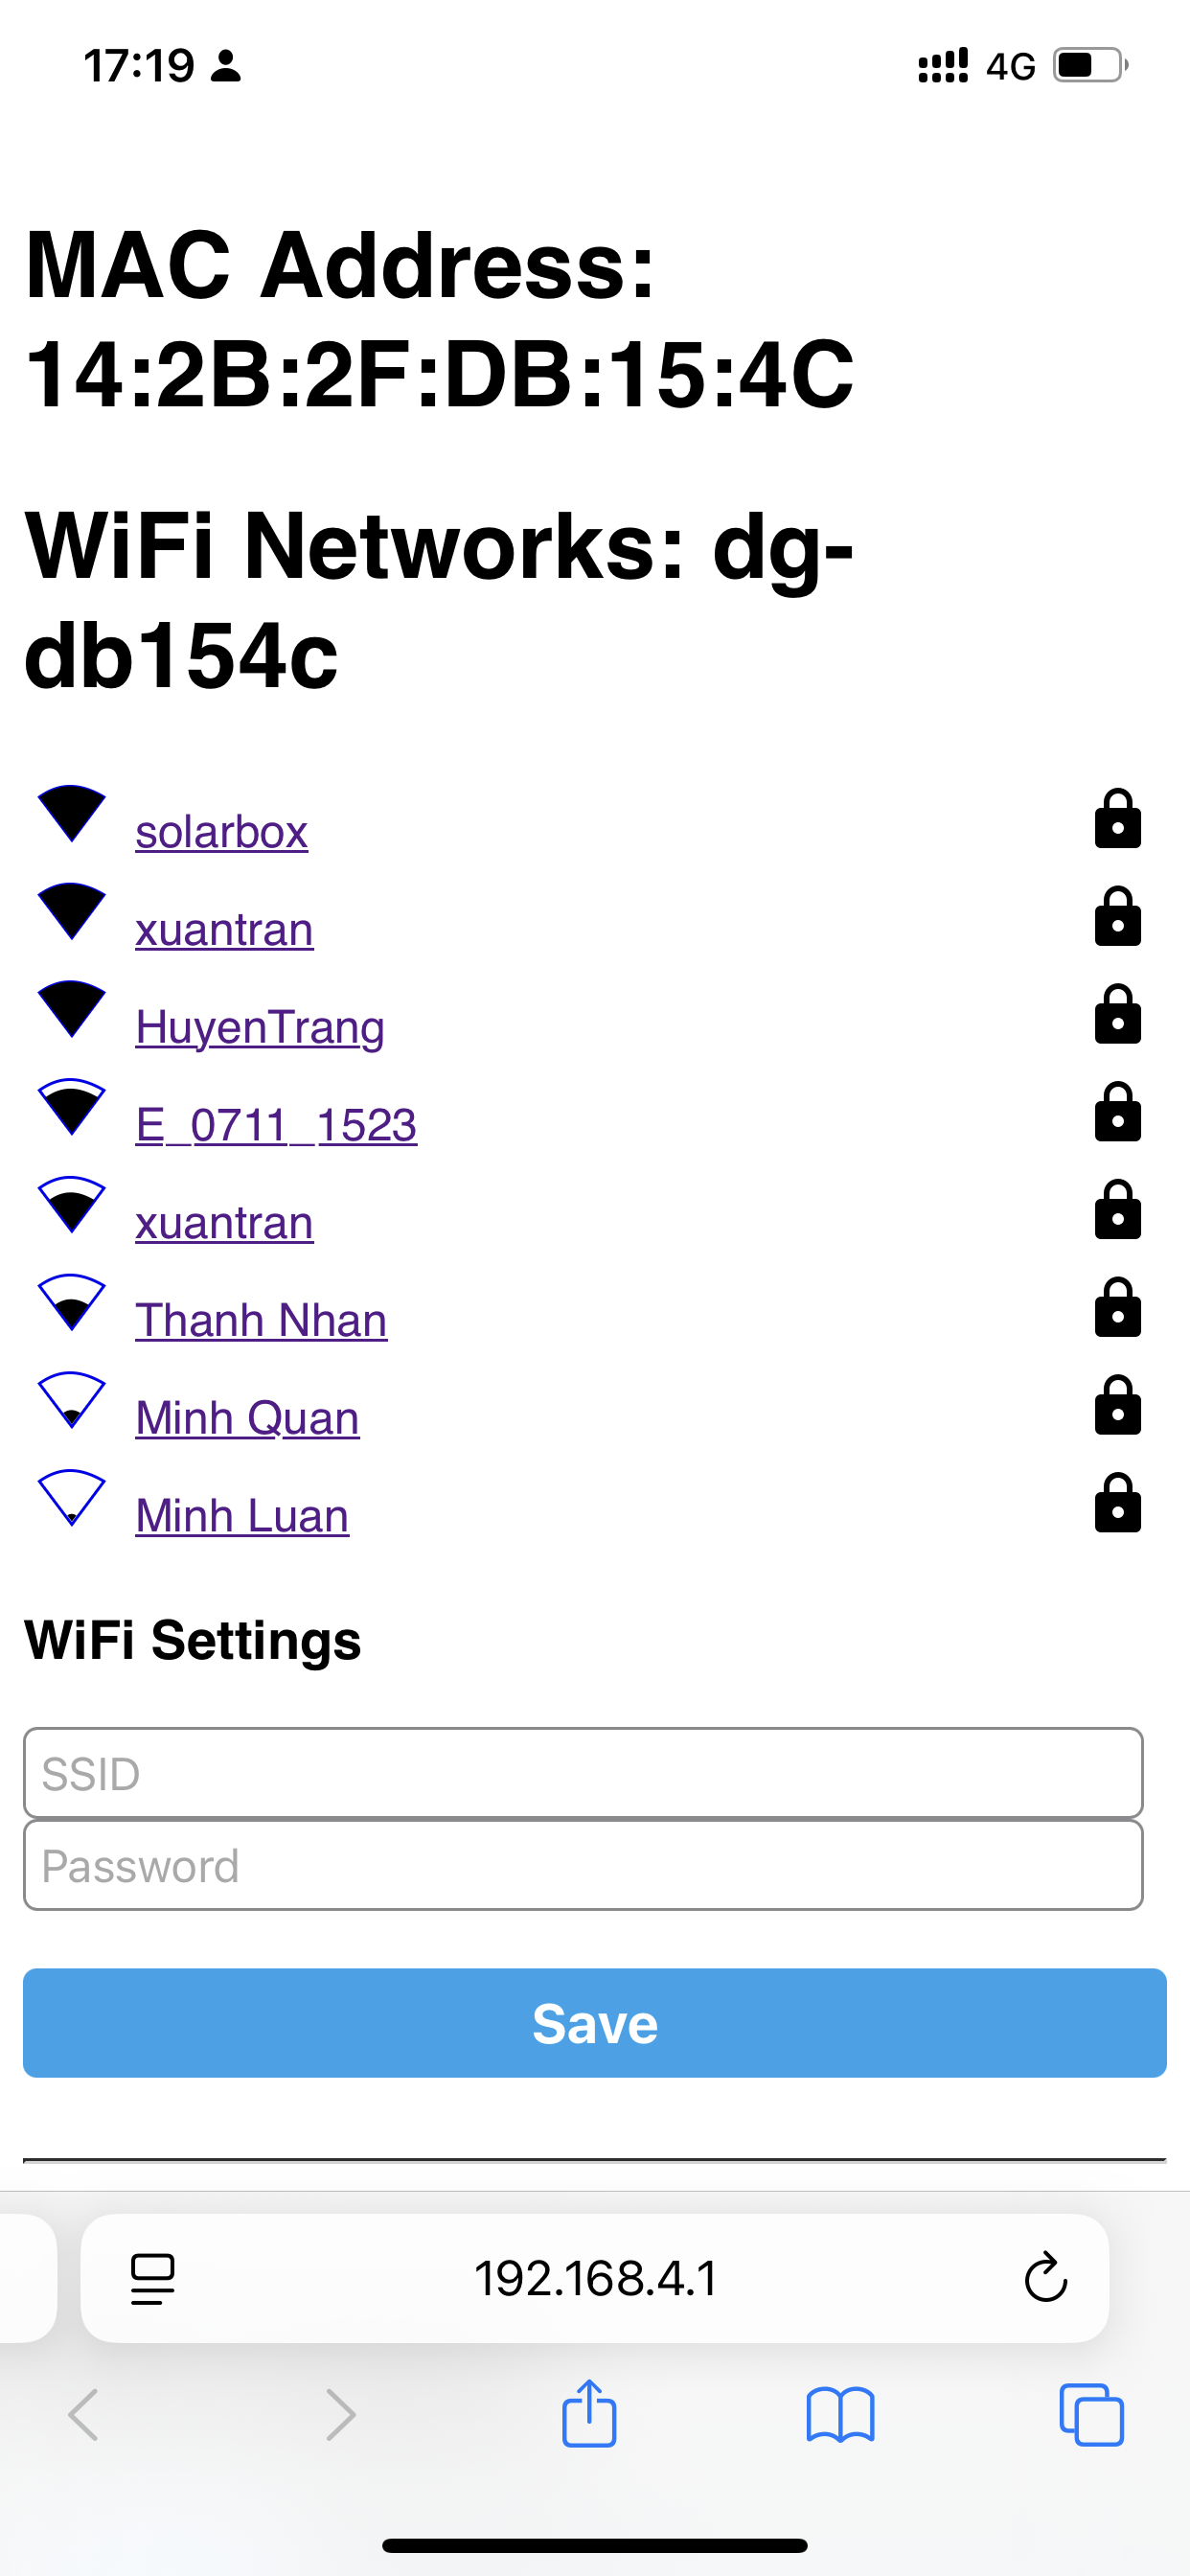 17:19
4G
MAC Address:
14:2B:2F:DB:15:4C
WiFi Networks: dg-
db154c
solarbox
xuantran
HuyenTrang
E_0711_1523
xuantran
Thanh Nhan
Minh Quan
Minh Luan
WiFi Settings
SSID
Password
Save
192.168.4.1